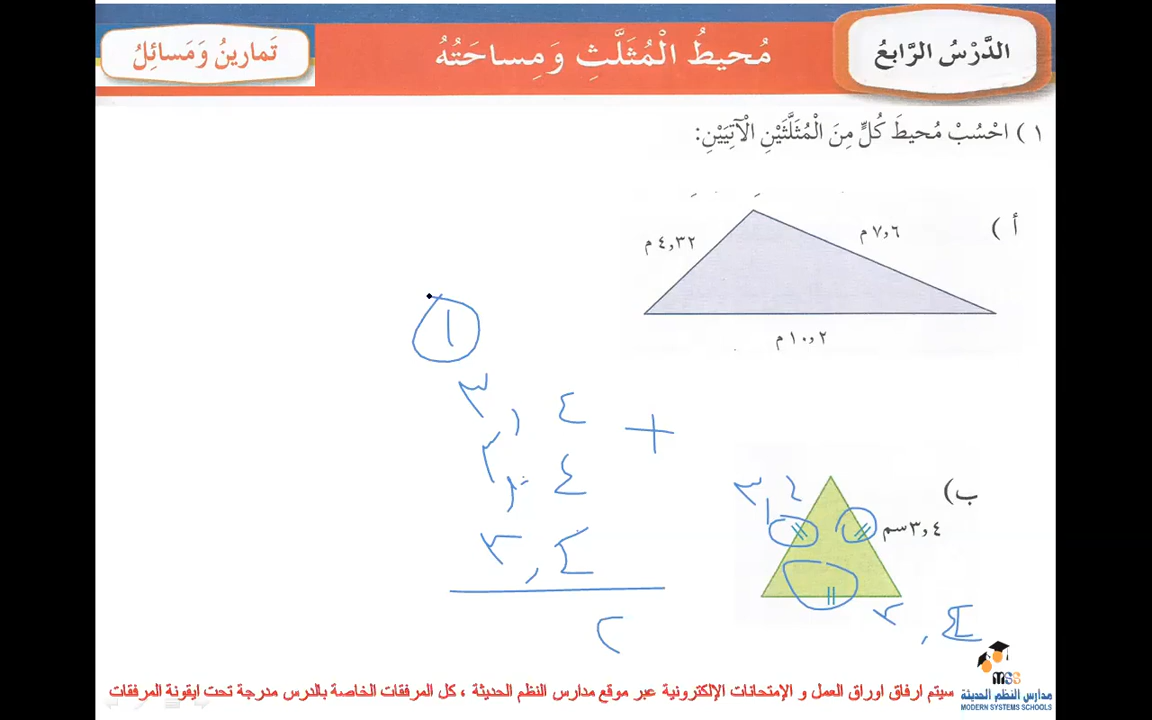 الدَّرْسُ الرَّابِعُ
مُحيطُ الْمُثَلَّثِ وَمِساحَتُهُ
تَمارينُ وَمَسائِلُ
١ ) احْسُبْ مُحيطَ كُلٍّ مِنَ الْمُثَلَّثَيْنِ الْآتِيَيْنِ:
أ )
٧,٦ م
٤,٣٢ م
١٠,٢ م
١
٣,٤
+
٣,٤
٣,٤
٢
ب)
٣,٤
٣,٤ سم
٣,٤
سيتم ارفاق اوراق العمل و الإمتحانات الإلكترونية عبر موقع مدارس النظم الحديثة ، كل المرفقات الخاصة بالدرس مدرجة تحت ايقونة المرفقات
MSS
مدارس النظم الحديثة
MODERN SYSTEMS SCHOOLS